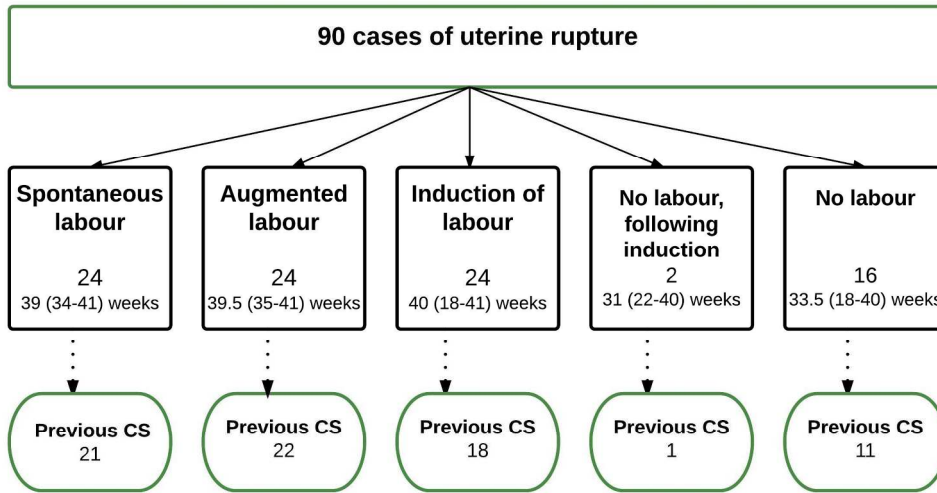 90 cases of uterine rupture
Spontaneous
labour
24
39 (34-41) weeks
Augmented
labour
24
39.5 (35-41) weeks
Induction of
labour
24
40 (18-41) weeks
No labour,
following
induction
2
31 (22-40) weeks
No labour
16
33.5 (18-40) weeks
Previous CS
21
Previous CS
22
Previous CS
18
Previous CS
1
Previous CS
11